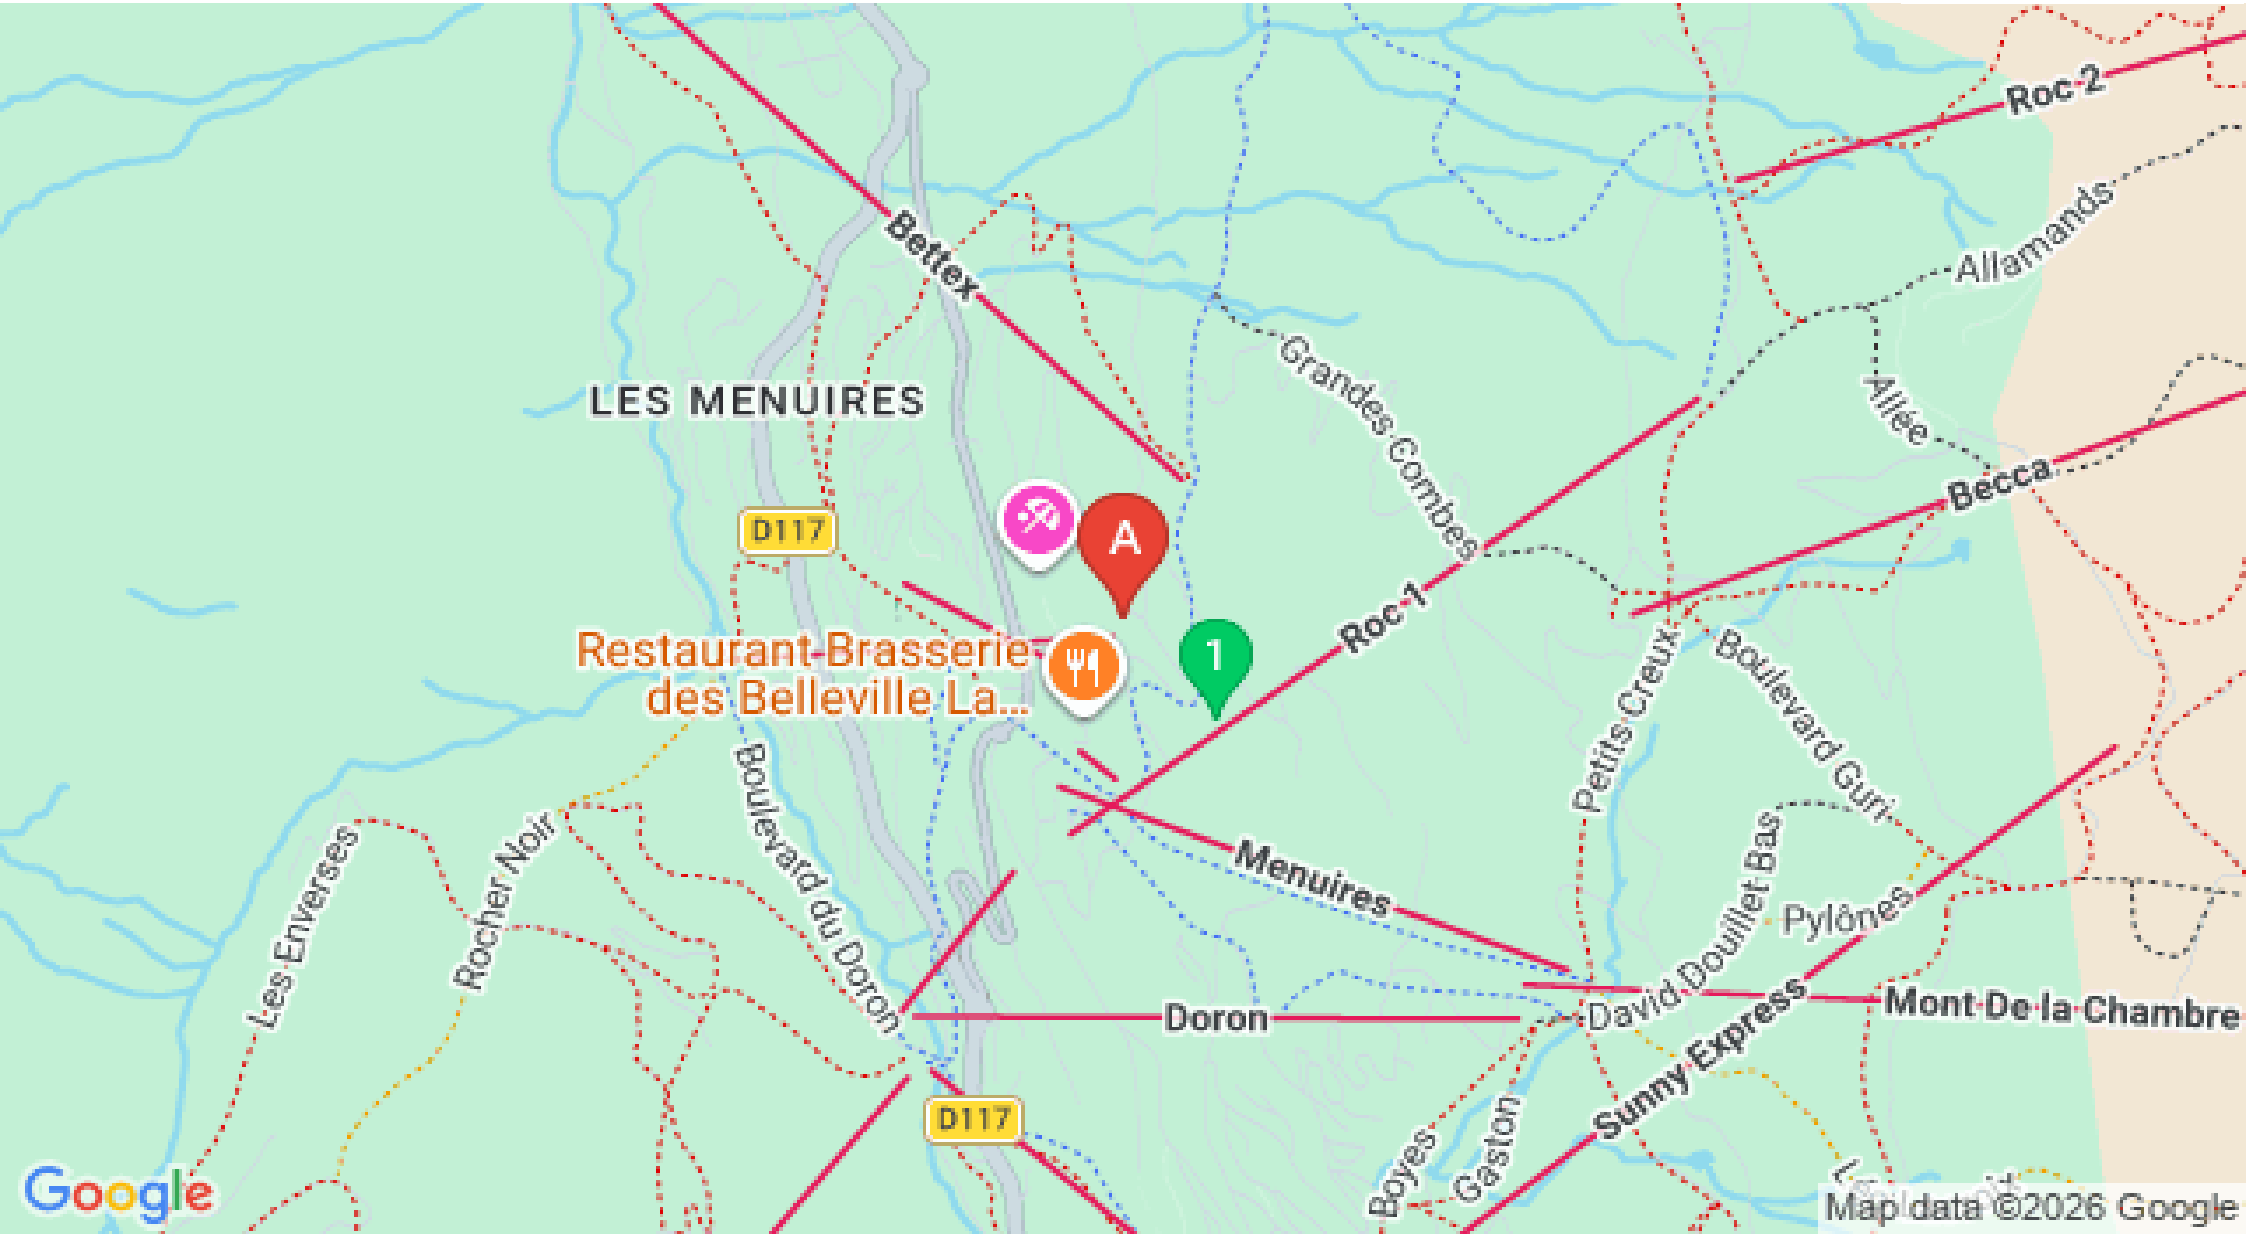 Roc 2
Allamands
Bettex
Grandes Combes
Allée
LES MENUIRES
Becca
D117
A
Roc 1
1
Restaurant Brasserie
des Belleville La...
Petits Creux
Boulevard Guri
Boulevard du Doron
Les Enverses
Rocher Noir
Menuires
David Douillet Bas
Pylônes
Doron
Mont De la Chambre
Sunny Express
D117
Boyes
Gaston
Google
Map data ©2026 Google